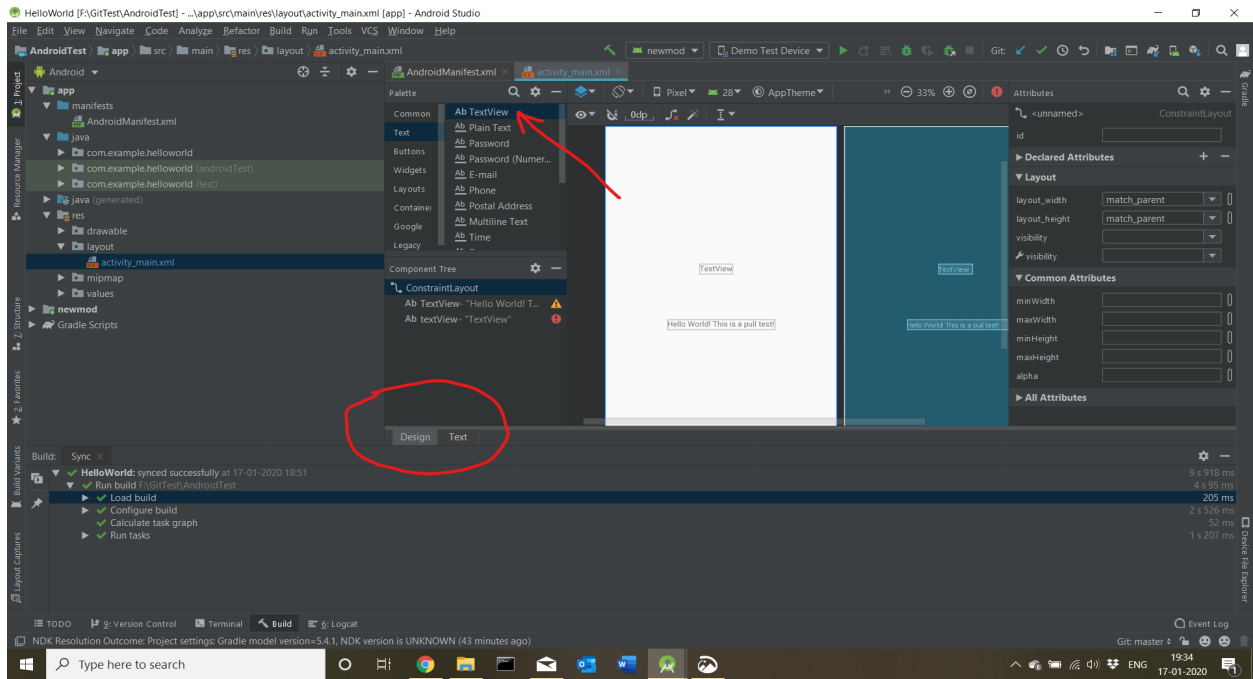 HelloWorld [F:\GitTest\AndroidTest] - ...\app\src\main\res\layout\activity_main.xml [app] - Android Studio
File Edit View Navigate Code Analyze Refactor Build Run Tools VCS Window Help
AndroidTest app src main res layout activity_main.xml newmod Demo Test Device Git:
1: Project
Resource Manager
Z: Structure
2: Favorites
Build Variants
Layout Captures
Android
app
manifests
AndroidManifest.xml
java
com.example.helloworld
com.example.helloworld (androidTest)
com.example.helloworld (test)
java (generated)
res
drawable
layout
activity_main.xml
mipmap
values
newmod
Gradle Scripts
AndroidManifest.xml activity_main.xml
Palette
Common
Text
Buttons
Widgets
Layouts
Container
Google
Legacy
Ab TextView
Ab Plain Text
Ab Password
Ab Password (Numer...
Ab E-mail
Ab Phone
Ab Postal Address
Ab Multiline Text
Ab Time
Component Tree
ConstraintLayout
Ab TextView- "Hello World! T...
Ab textView- "TextView"
Design Text
Pixel 28 AppTheme 33%
0dp
TextView
Hello World! This is a pull test!
TextView
Hello World! This is a pull test!
Attributes
<unnamed> ConstraintLayout
id
Declared Attributes
Layout
layout_width match_parent
layout_height match_parent
visibility
visibility
Common Attributes
minWidth
maxWidth
minHeight
maxHeight
alpha
All Attributes
Gradle
Device File Explorer
Build: Sync
HelloWorld: synced successfully at 17-01-2020 18:51 9 s 918 ms
Run build F:\GitTest\AndroidTest 4 s 95 ms
Load build 205 ms
Configure build 2 s 526 ms
Calculate task graph 52 ms
Run tasks 1 s 207 ms
TODO 9: Version Control Terminal Build 6: Logcat Event Log
NDK Resolution Outcome: Project settings: Gradle model version=5.4.1, NDK version is UNKNOWN (43 minutes ago) Git: master
Type here to search
ENG
19:34
17-01-2020
1